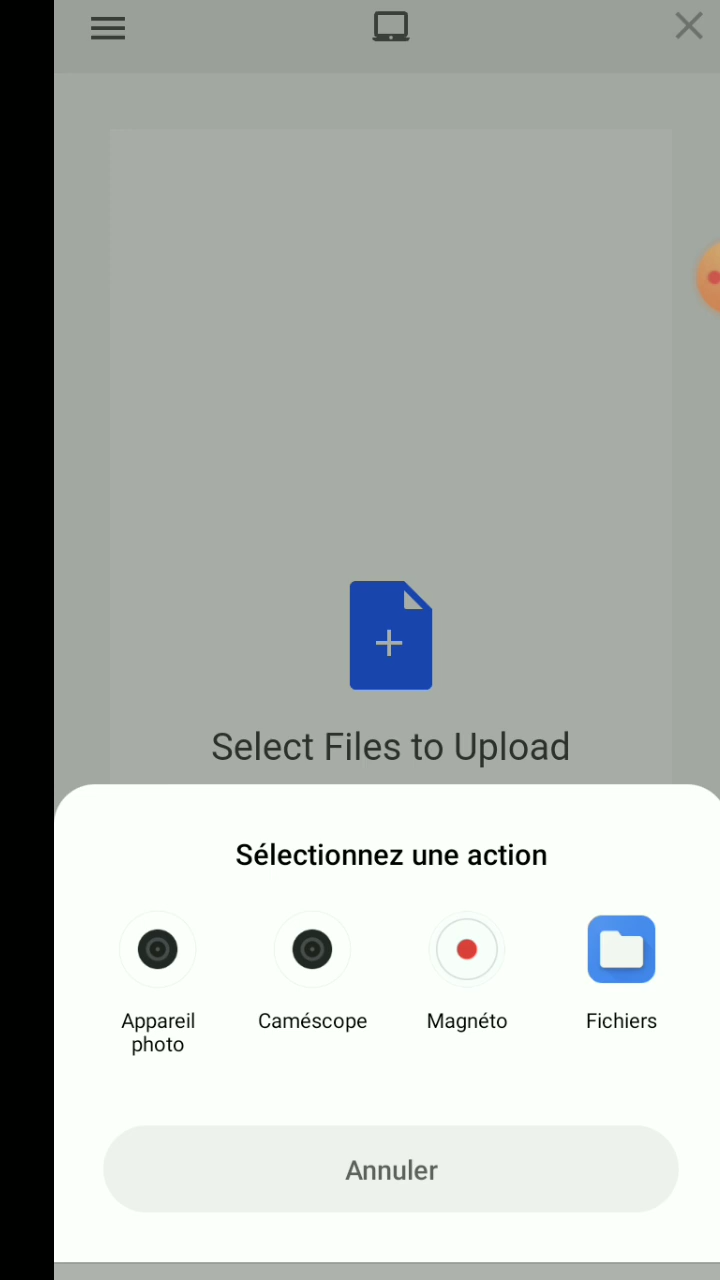 Select Files to Upload
Sélectionnez une action
Appareil
photo
Caméscope
Magnéto
Fichiers
Annuler